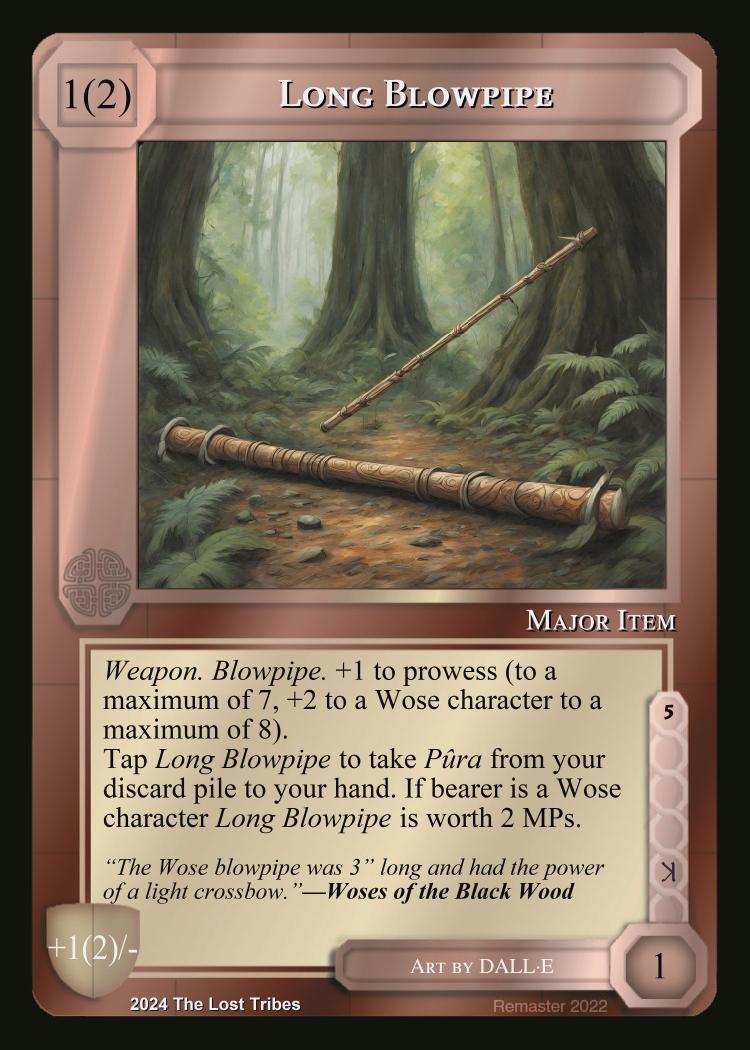 1(2)
Long Blowpipe
Major Item
Weapon. Blowpipe. +1 to prowess (to a
maximum of 7, +2 to a Wose character to a
maximum of 8).
Tap Long Blowpipe to take Pûra from your
discard pile to your hand. If bearer is a Wose
character Long Blowpipe is worth 2 MPs.
5
“The Wose blowpipe was 3” long and had the power
of a light crossbow.”—Woses of the Black Wood
+1(2)/-
Art by DALL·E
1
2024 The Lost Tribes
Remaster 2022